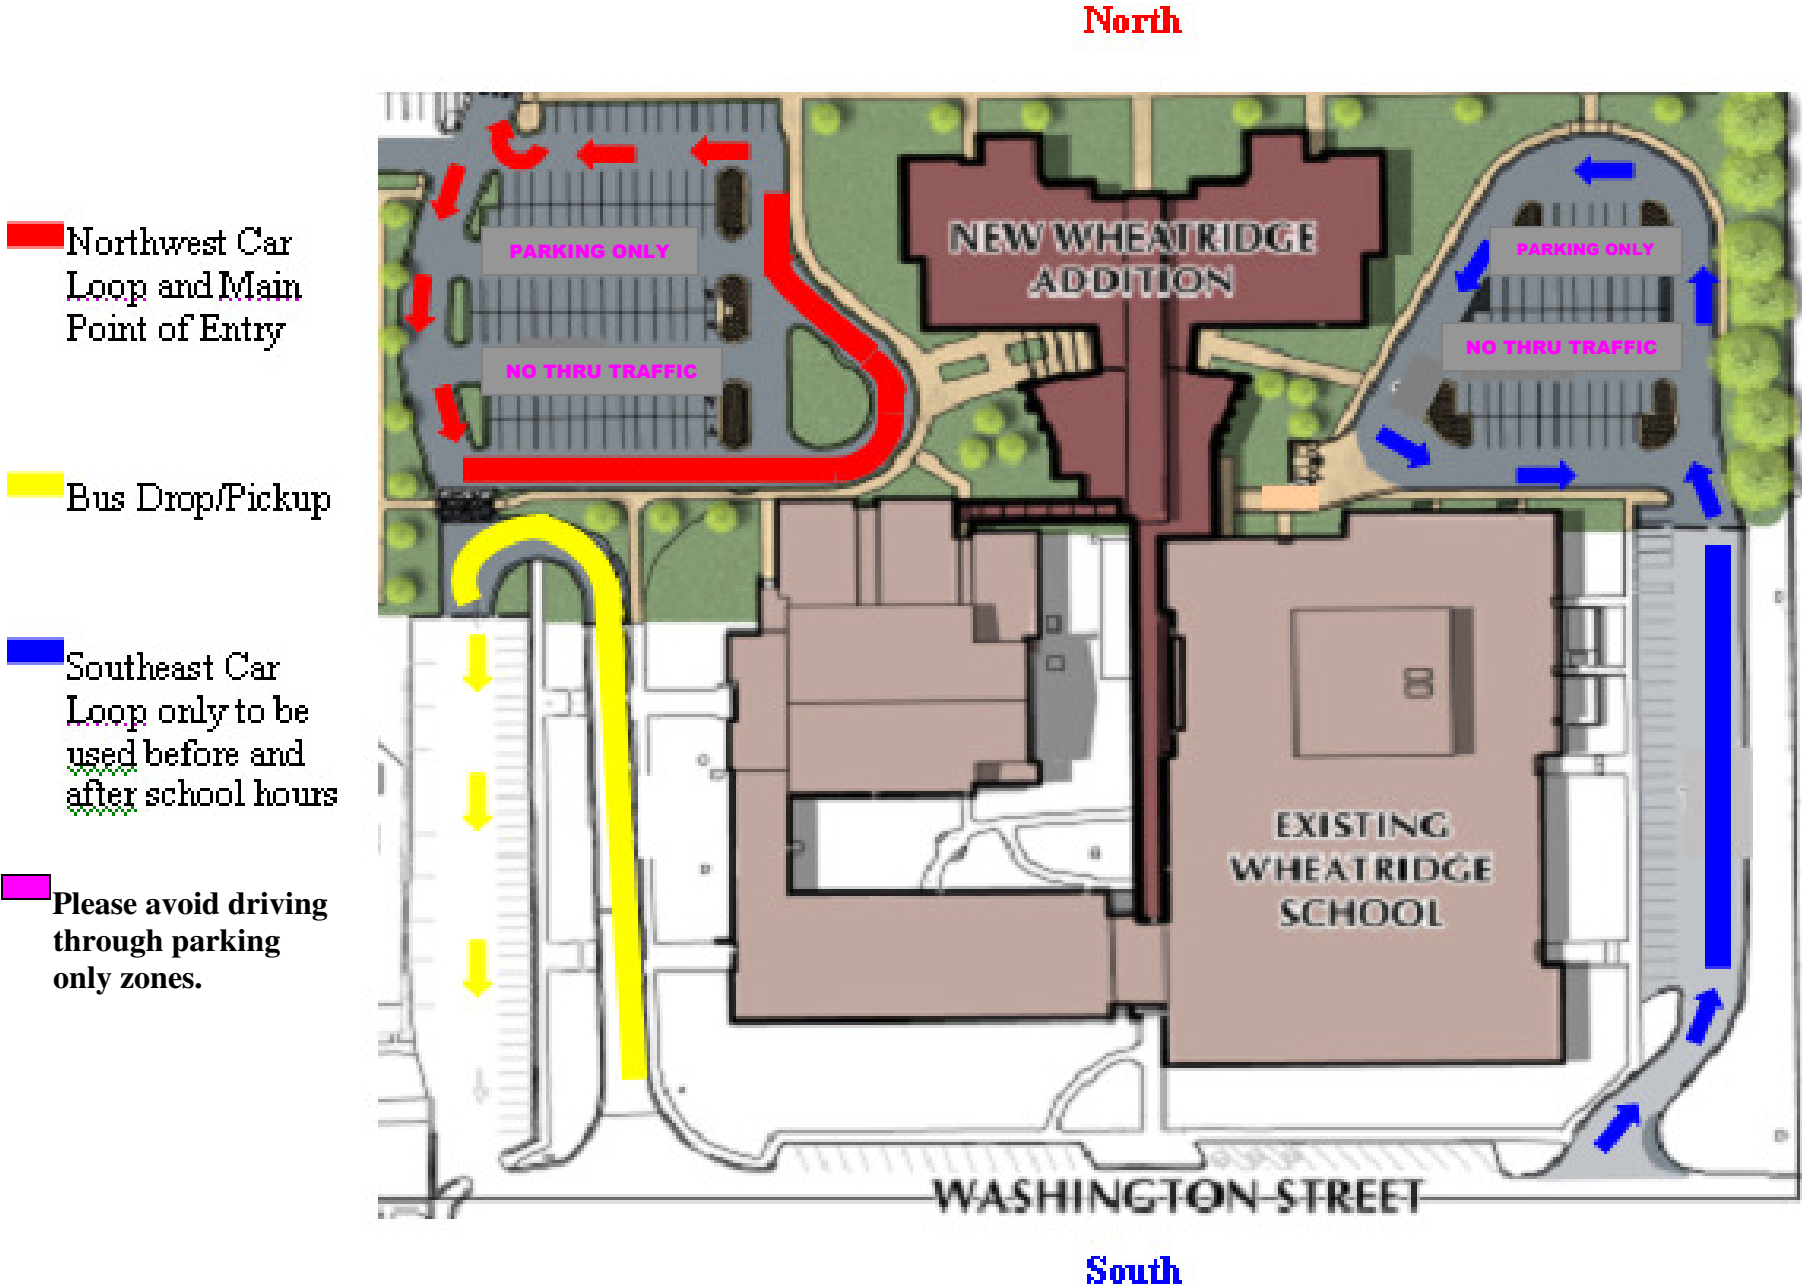 North
Northwest Car
Loop and Main
Point of Entry
Bus Drop/Pickup
Southeast Car
Loop only to be
used before and
after school hours
Please avoid driving
through parking
only zones.
PARKING ONLY
NO THRU TRAFFIC
NEW WHEATRIDGE
ADDITION
PARKING ONLY
NO THRU TRAFFIC
EXISTING
WHEATRIDGE
SCHOOL
WASHINGTON STREET
South